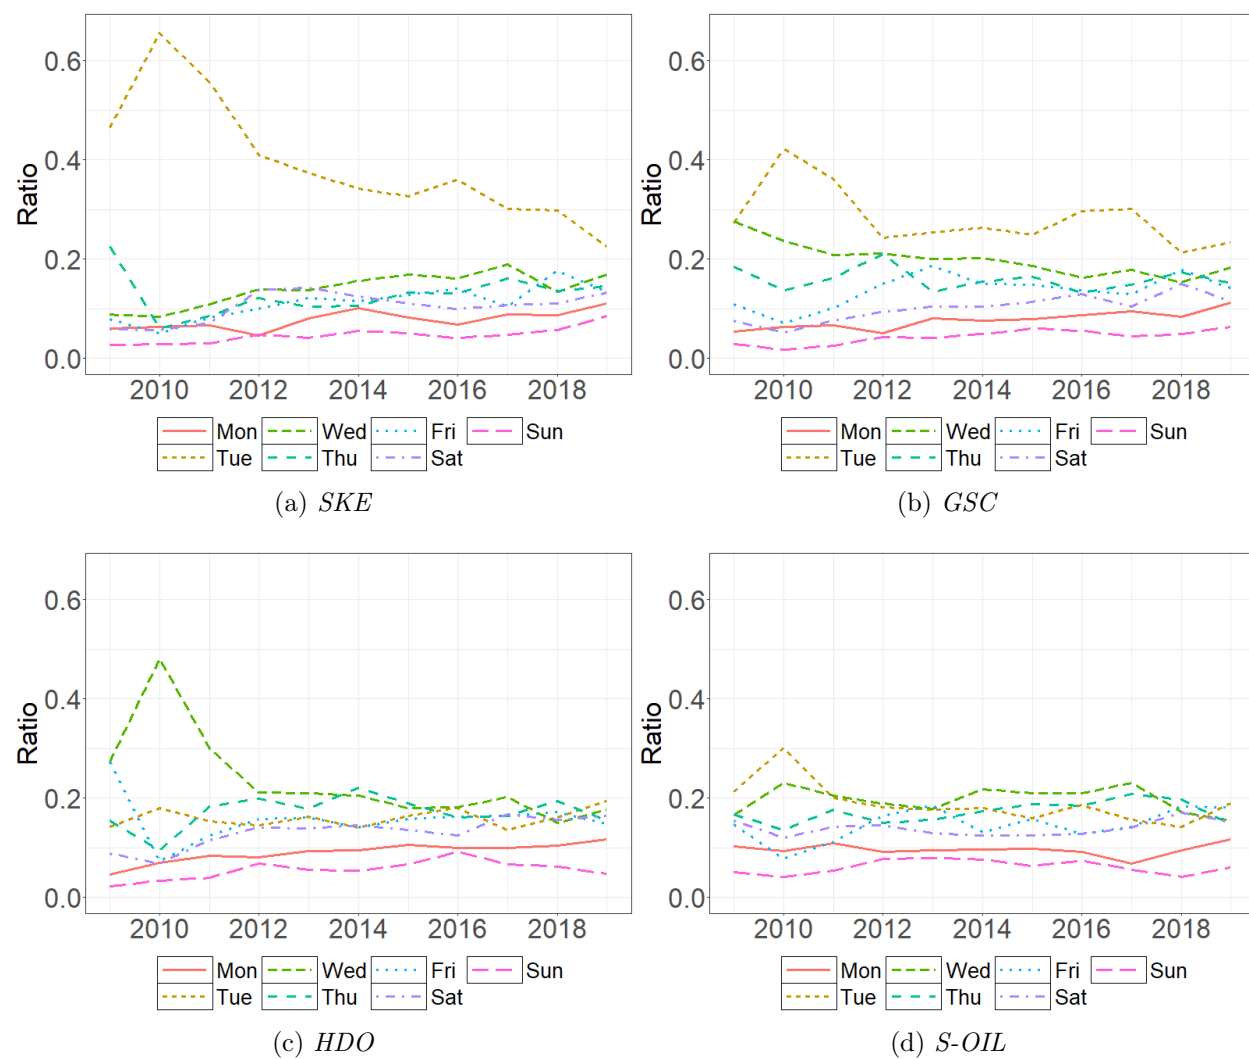 Ratio
0.6
0.4
0.2
0.0
2010 2012 2014 2016 2018
Mon Wed Fri Sun
Tue Thu Sat
(a) SKE
Ratio
0.6
0.4
0.2
0.0
2010 2012 2014 2016 2018
Mon Wed Fri Sun
Tue Thu Sat
(b) GSC
Ratio
0.6
0.4
0.2
0.0
2010 2012 2014 2016 2018
Mon Wed Fri Sun
Tue Thu Sat
(c) HDO
Ratio
0.6
0.4
0.2
0.0
2010 2012 2014 2016 2018
Mon Wed Fri Sun
Tue Thu Sat
(d) S-OIL